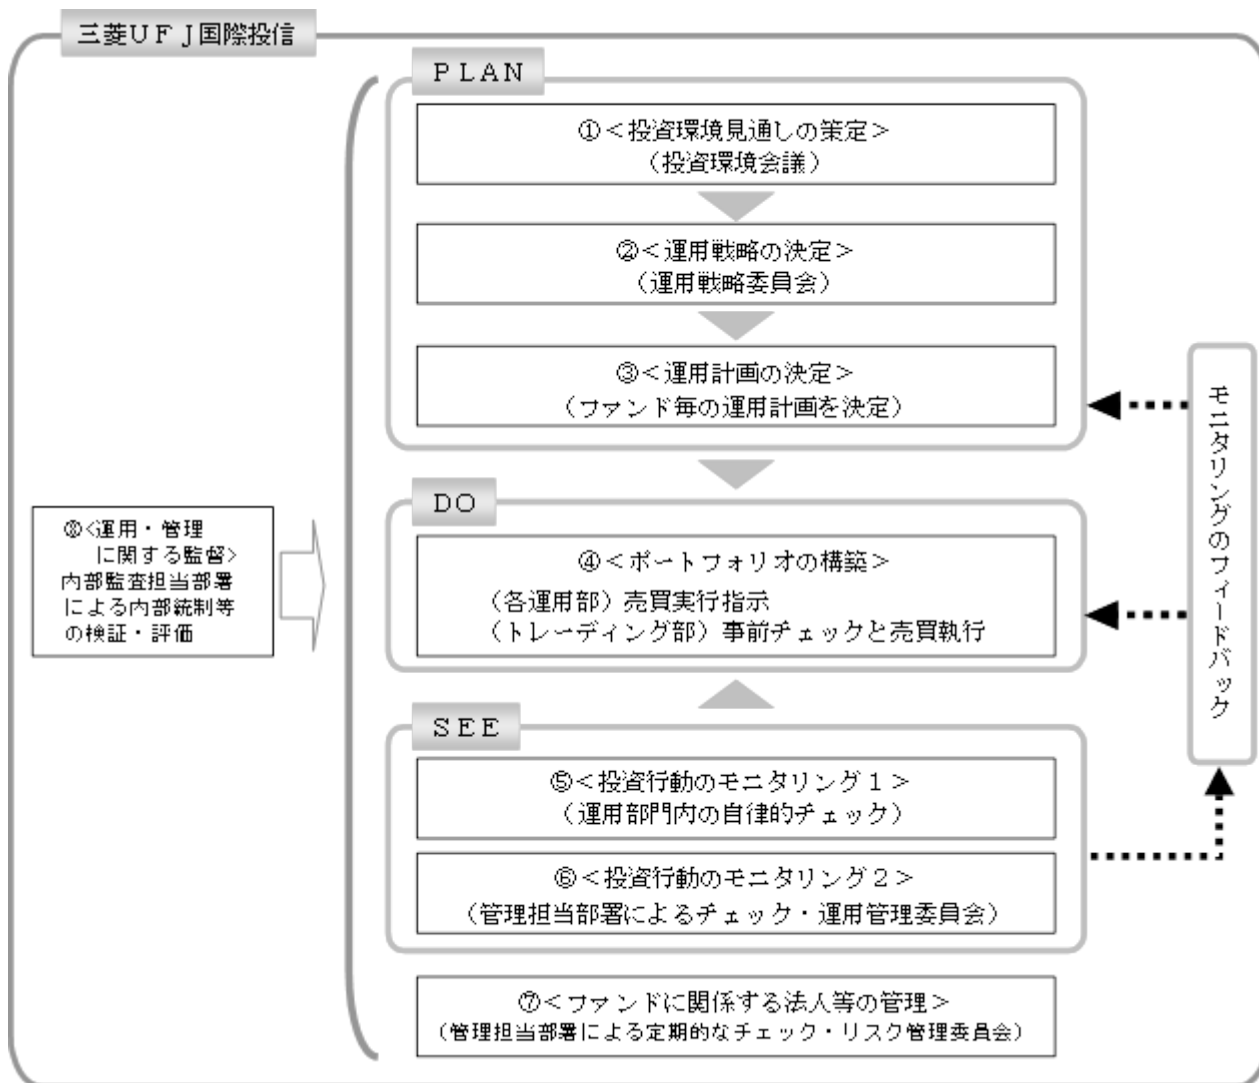 三菱ＵＦＪ国際投信
ＰＬＡＮ
①＜投資環境見通しの策定＞
（投資環境会議）
②＜運用戦略の決定＞
（運用戦略委員会）
③＜運用計画の決定＞
（ファンド毎の運用計画を決定）
ＤＯ
④＜ポートフォリオの構築＞
（各運用部）売買実行指示
（トレーディング部）事前チェックと売買執行
ＳＥＥ
⑤＜投資行動のモニタリング１＞
（運用部門内の自律的チェック）
⑥＜投資行動のモニタリング２＞
（管理担当部署によるチェック・運用管理委員会）
⑦＜ファンドに関係する法人等の管理＞
（管理担当部署による定期的なチェック・リスク管理委員会）
⑧＜運用・管理
に関する監督＞
内部監査担当部署
による内部統制等
の検証・評価
モニタリングのフィードバック